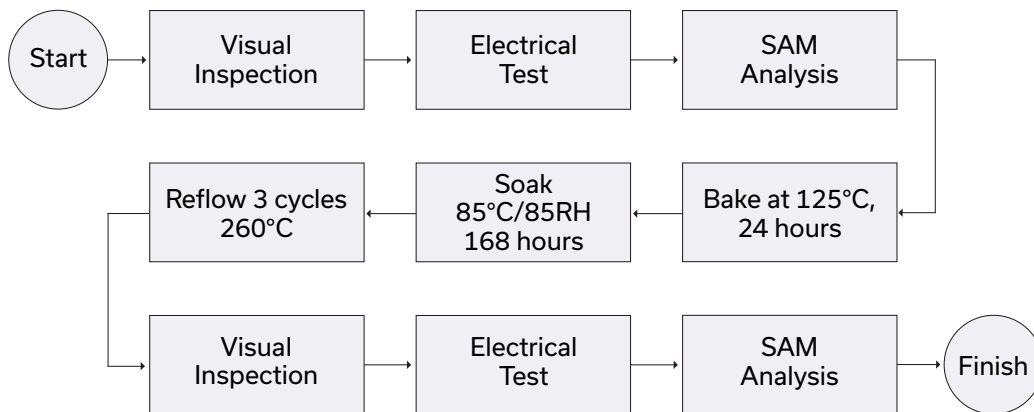 Start
Visual
Inspection
Electrical
Test
SAM
Analysis
Bake at 125°C,
24 hours
Soak
85°C/85RH
168 hours
Reflow 3 cycles
260°C
Visual
Inspection
Electrical
Test
SAM
Analysis
Finish